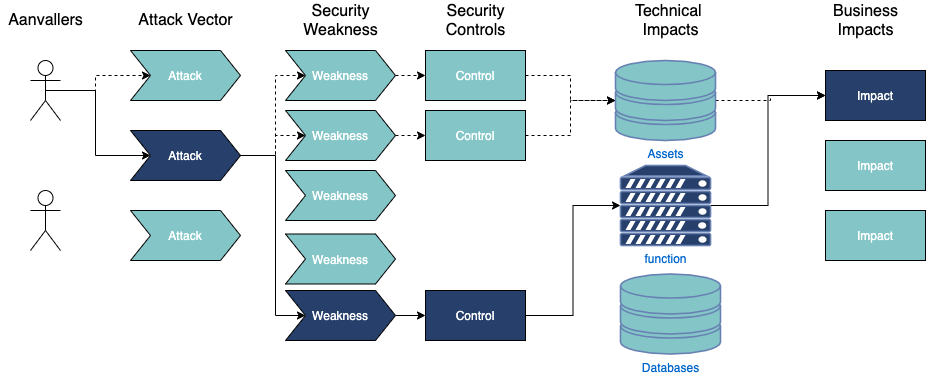 Aanvallers
Attack Vector
Security
Weakness
Security
Controls
Technical
Impacts
Business
Impacts
Attack
Weakness
Control
Assets
Impact
Attack
Weakness
Control
Impact
Weakness
Attack
function
Impact
Weakness
Weakness
Control
Databases